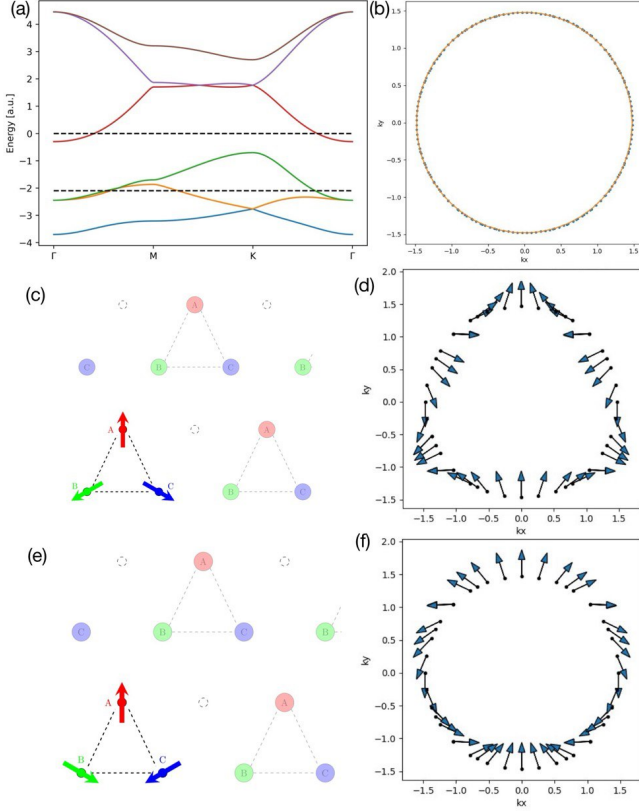 (a)
4
3
2
1
0
−1
−2
−3
−4
Energy [a.u.]
Γ
M
K
Γ
(b)
1.5
1.0
0.5
0.0
−0.5
−1.0
−1.5
ky
−1.5
−1.0
−0.5
0.0
0.5
1.0
1.5
kx
(c)
A
B
C
B
C
A
A
B
C
B
C
(d)
2.0
1.5
1.0
0.5
0.0
−0.5
−1.0
−1.5
ky
−1.5
−1.0
−0.5
0.0
0.5
1.0
1.5
kx
(e)
A
C
B
C
B
A
A
B
C
B
C
(f)
2.0
1.5
1.0
0.5
0.0
−0.5
−1.0
−1.5
ky
−1.5
−1.0
−0.5
0.0
0.5
1.0
1.5
kx